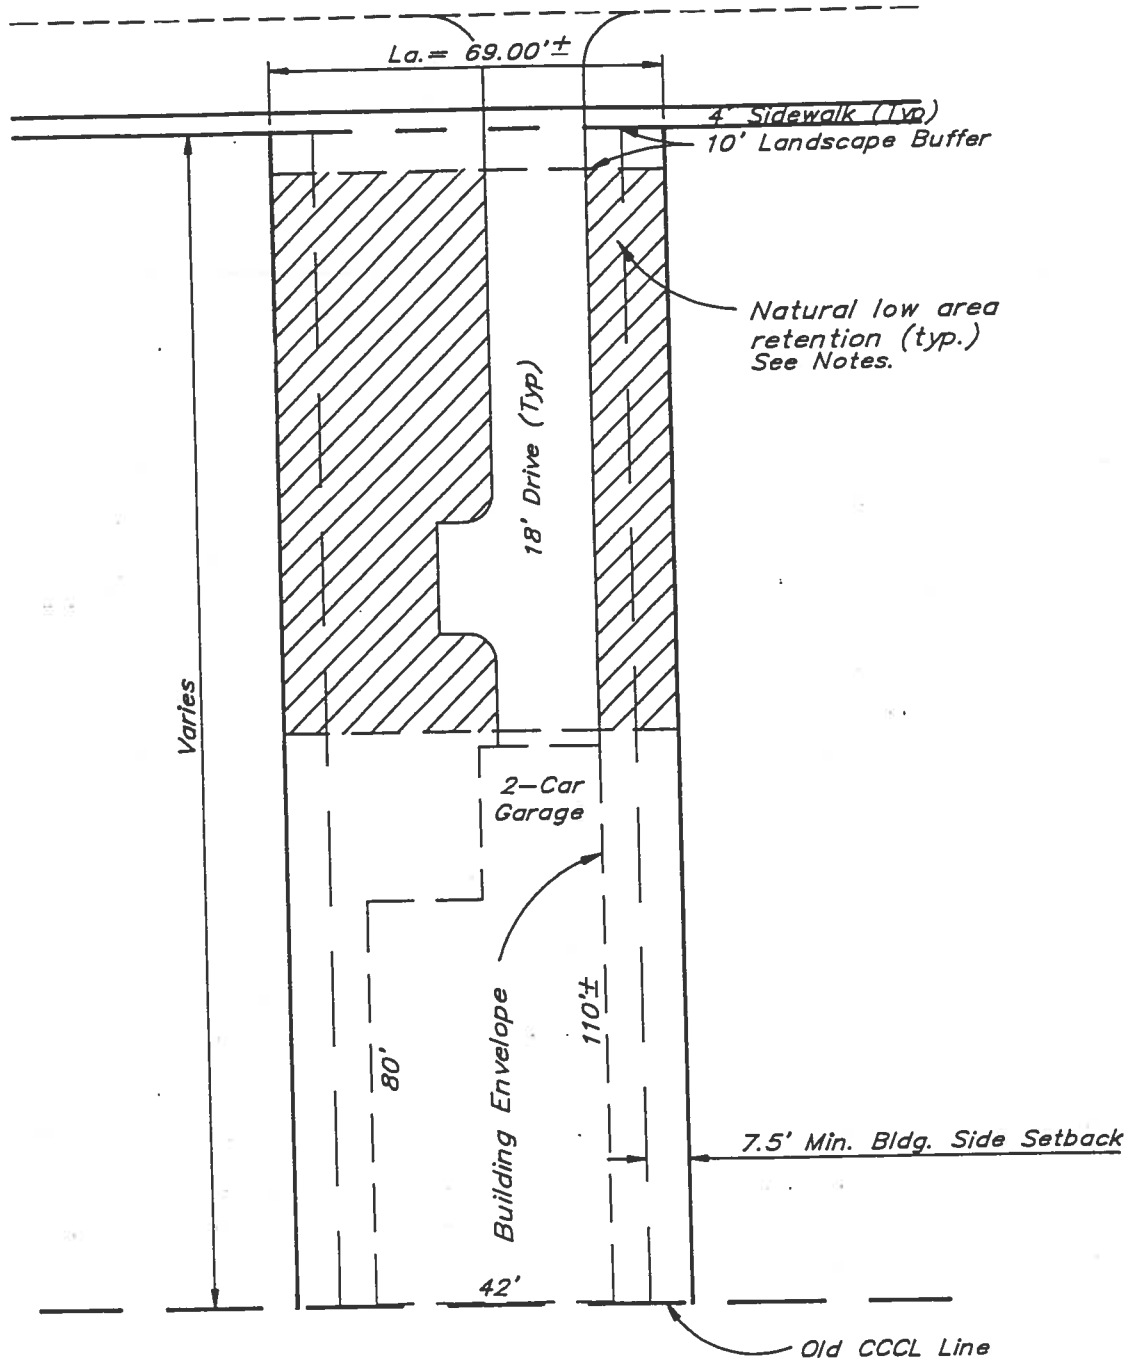 La.= 69.00'±
4' Sidewalk (Typ)
10' Landscape Buffer
Natural low area
retention (typ.)
See Notes.
18' Drive (Typ)
Varies
2-Car
Garage
Building Envelope
110'±
80'
7.5' Min. Bldg. Side Setback
42'
Old CCCL Line